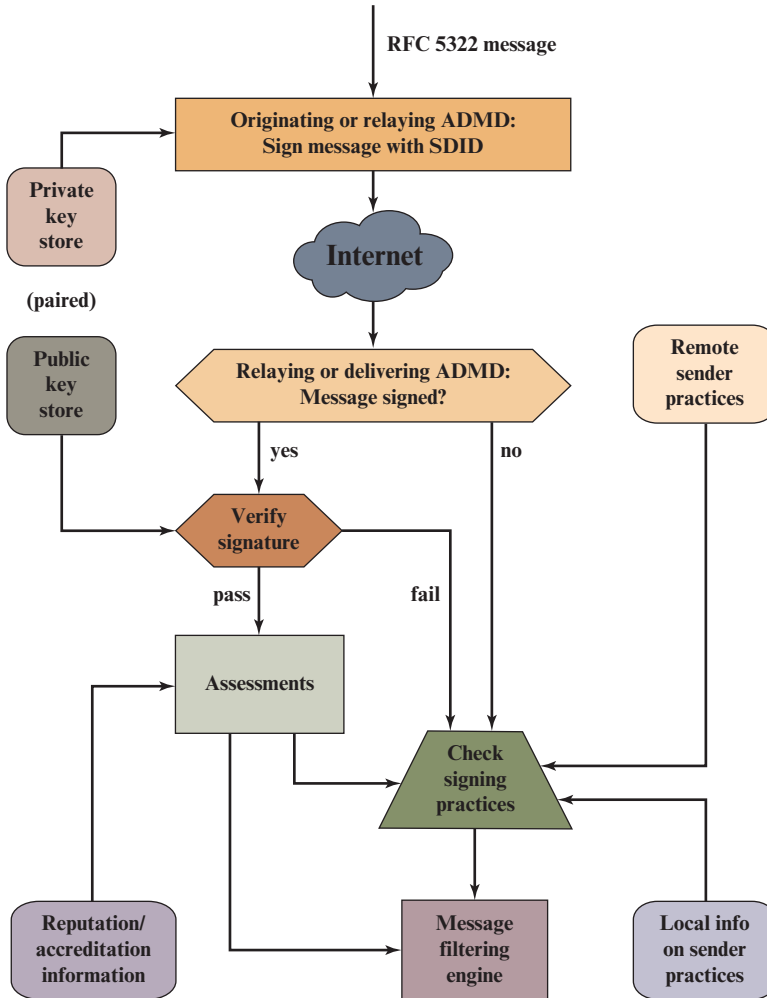 RFC 5322 message
Originating or relaying ADMD:
Sign message with SDID
Private
key
store
Internet
(paired)
Public
key
store
Relaying or delivering ADMD:
Message signed?
Remote
sender
practices
yes
no
Verify
signature
pass
fail
Assessments
Check
signing
practices
Reputation/
accreditation
information
Message
filtering
engine
Local info
on sender
practices